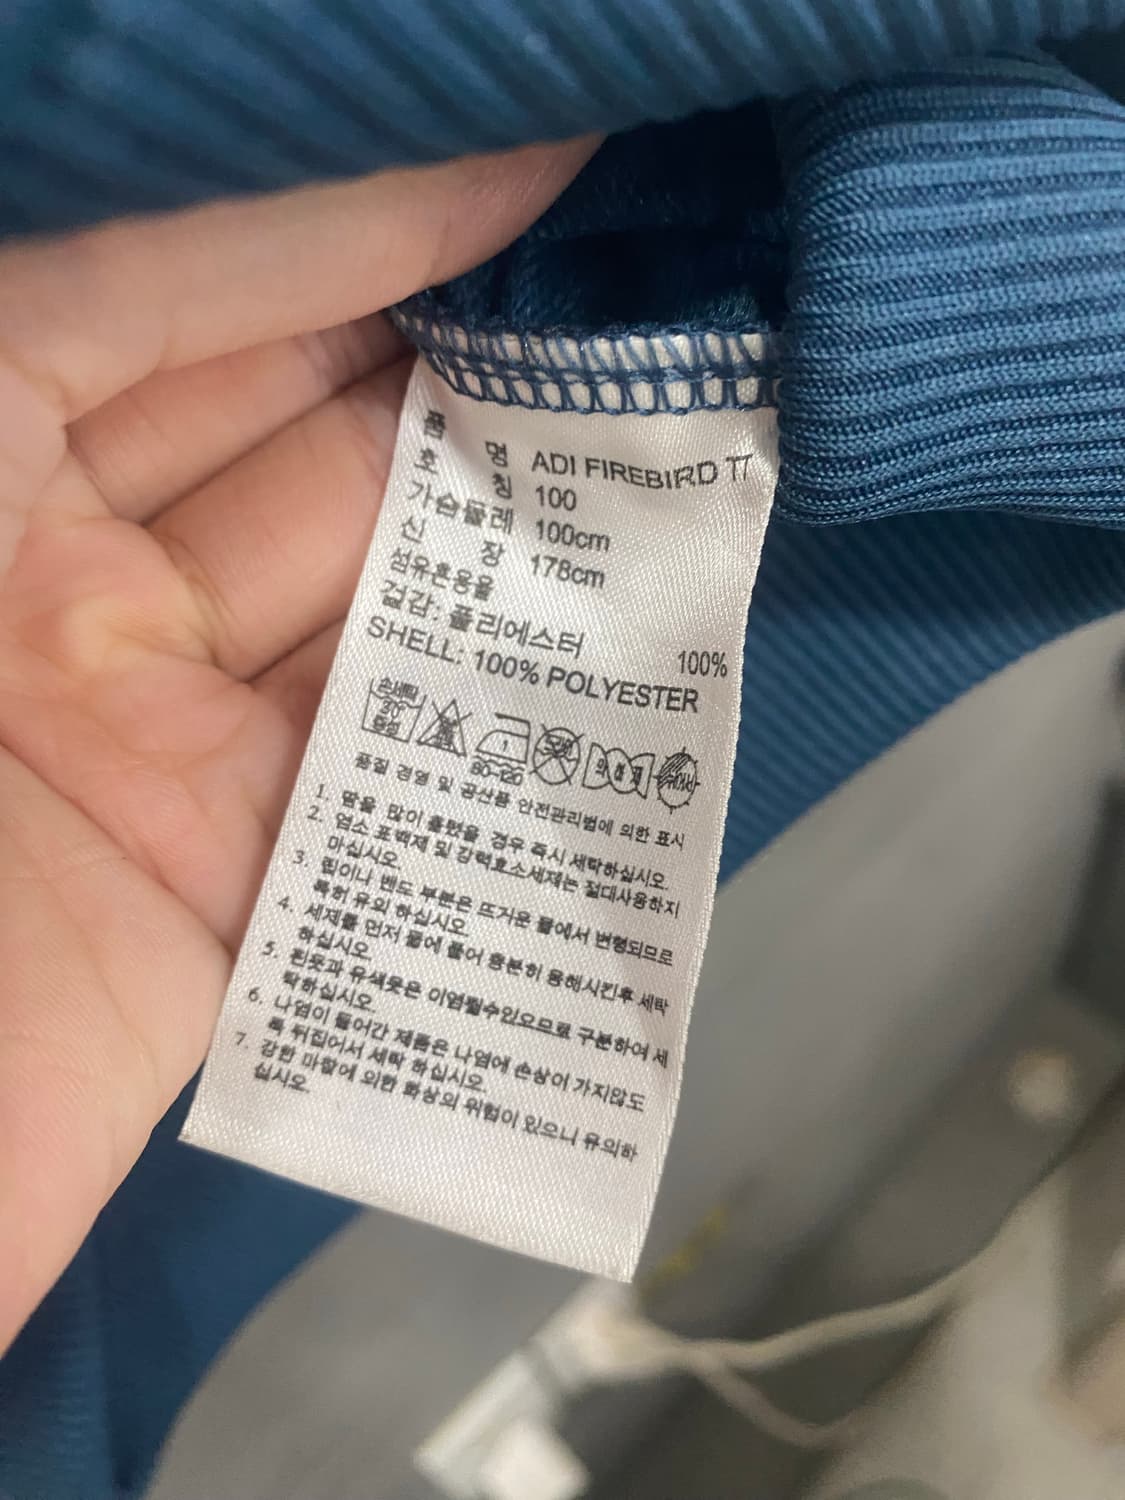 품 명 ADI FIREBIRD TT
호 칭 100
가슴둘레 100cm
신 장 178cm
섬유혼용율
겉감: 폴리에스터 100%
SHELL: 100% POLYESTER
손세탁
30°
중성
80~120
드라이
품질 경영 및 공산품 안전관리법에 의한 표시
1. 땀을 많이 흘렸을 경우 즉시 세탁하십시오.
2. 염소 표백제 및 강력효소세제는 절대사용하지
마십시오.
3. 립이나 밴드 부분은 뜨거운 물에서 변형되므로
특히 유의 하십시오.
4. 세제를 먼저 물에 풀어 충분히 용해시킨후 세탁
하십시오.
5. 흰옷과 유색옷은 이염될수있으므로 구분하여 세
탁하십시오.
6. 나염이 들어간 제품은 나염에 손상이 가지않도
록 뒤집어서 세탁 하십시오.
7. 강한 마찰에 의한 화상의 위험이 있으니 유의하
십시오.